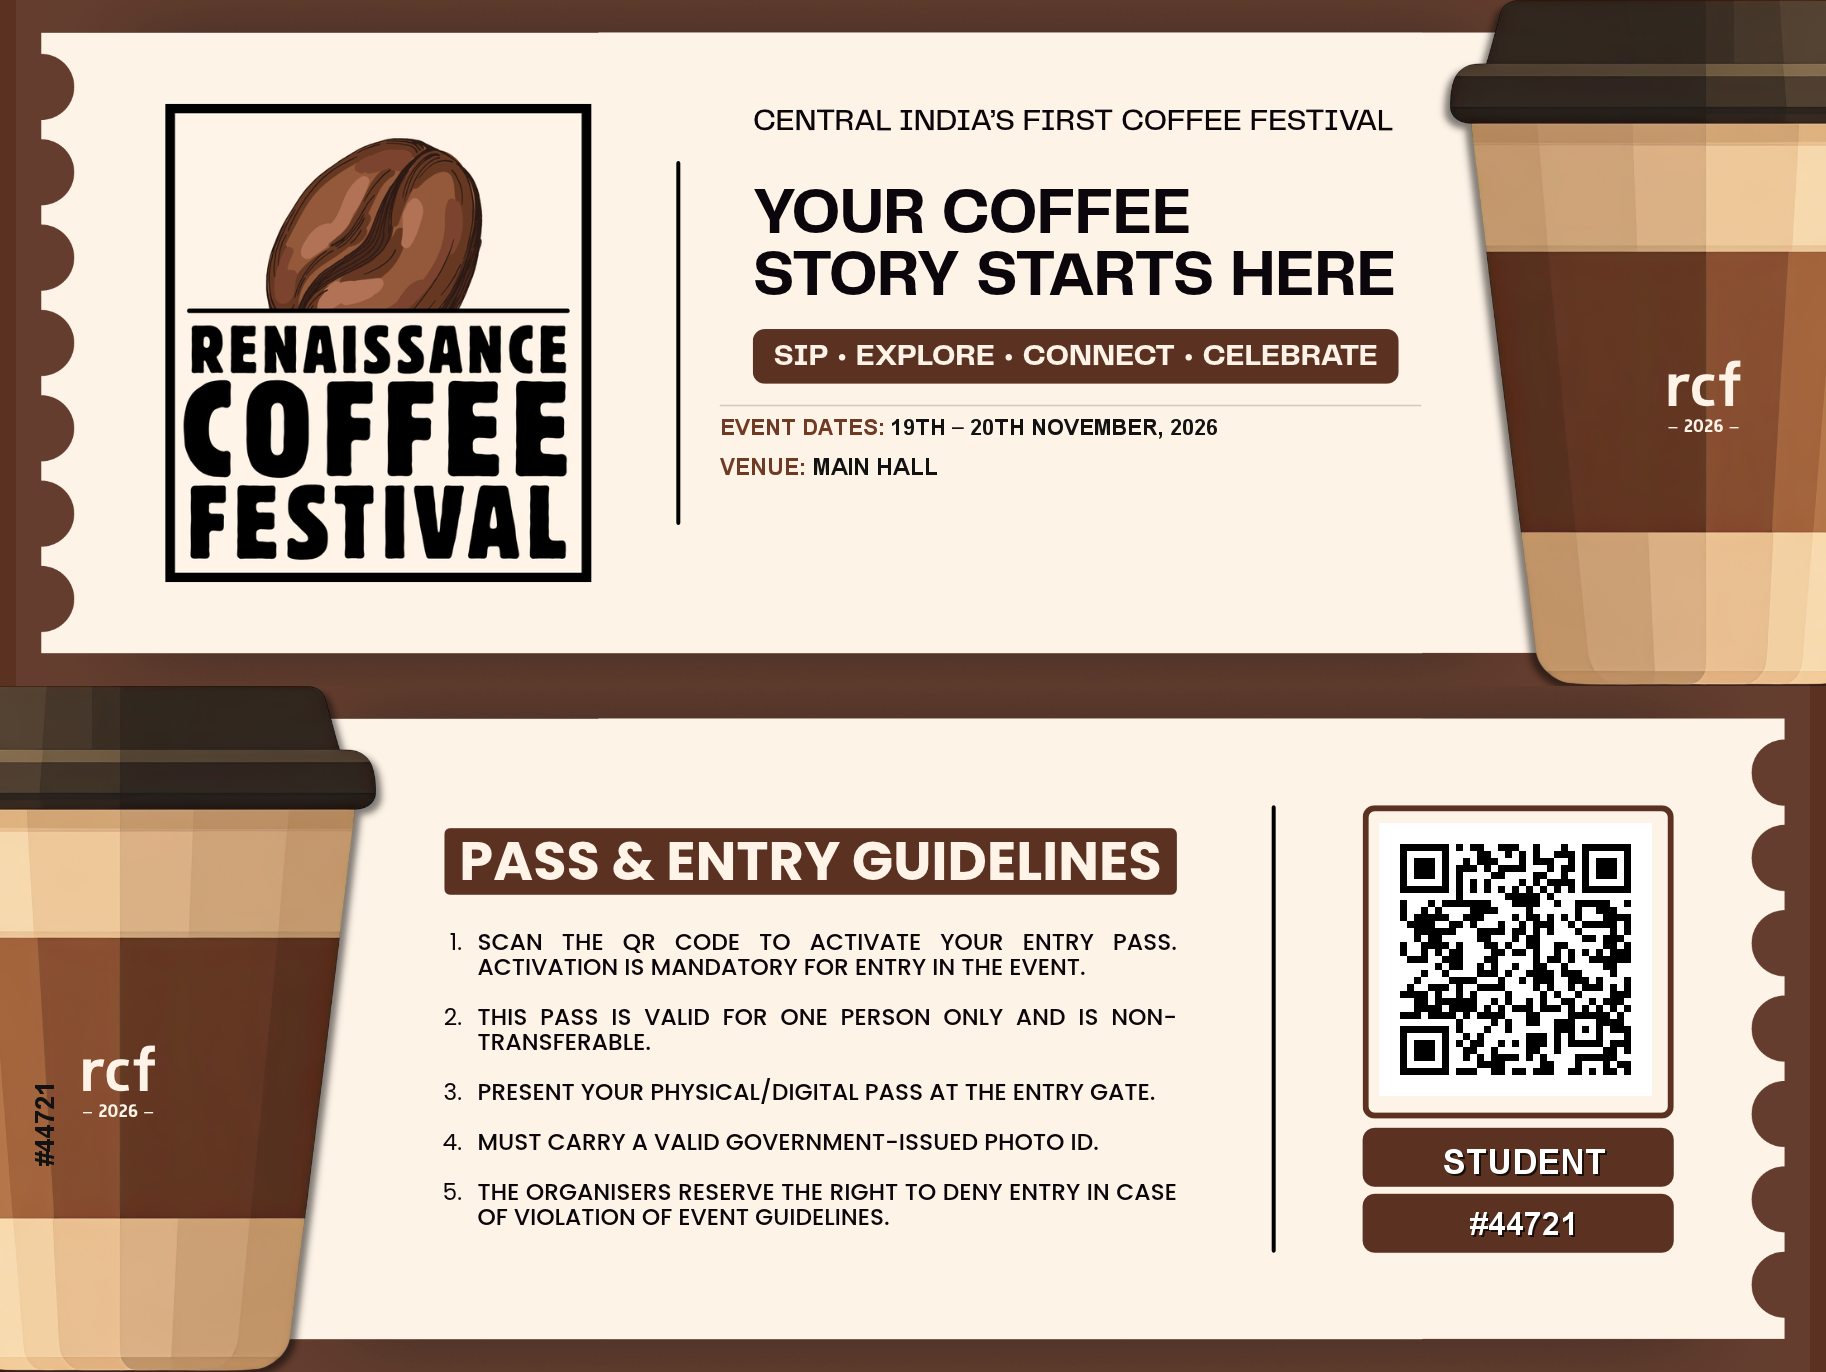 CENTRAL INDIA'S FIRST COFFEE FESTIVAL
YOUR COFFEE
STORY STARTS HERE
SIP • EXPLORE • CONNECT • CELEBRATE
EVENT DATES: 19TH – 20TH NOVEMBER, 2026
VENUE: MAIN HALL
RENAISSANCE
COFFEE
FESTIVAL
rcf
– 2026 –
PASS & ENTRY GUIDELINES
1. SCAN THE QR CODE TO ACTIVATE YOUR ENTRY PASS.
ACTIVATION IS MANDATORY FOR ENTRY IN THE EVENT.
2. THIS PASS IS VALID FOR ONE PERSON ONLY AND IS NON-
TRANSFERABLE.
3. PRESENT YOUR PHYSICAL/DIGITAL PASS AT THE ENTRY GATE.
4. MUST CARRY A VALID GOVERNMENT-ISSUED PHOTO ID.
5. THE ORGANISERS RESERVE THE RIGHT TO DENY ENTRY IN CASE
OF VIOLATION OF EVENT GUIDELINES.
rcf
– 2026 –
#44721
STUDENT
#44721